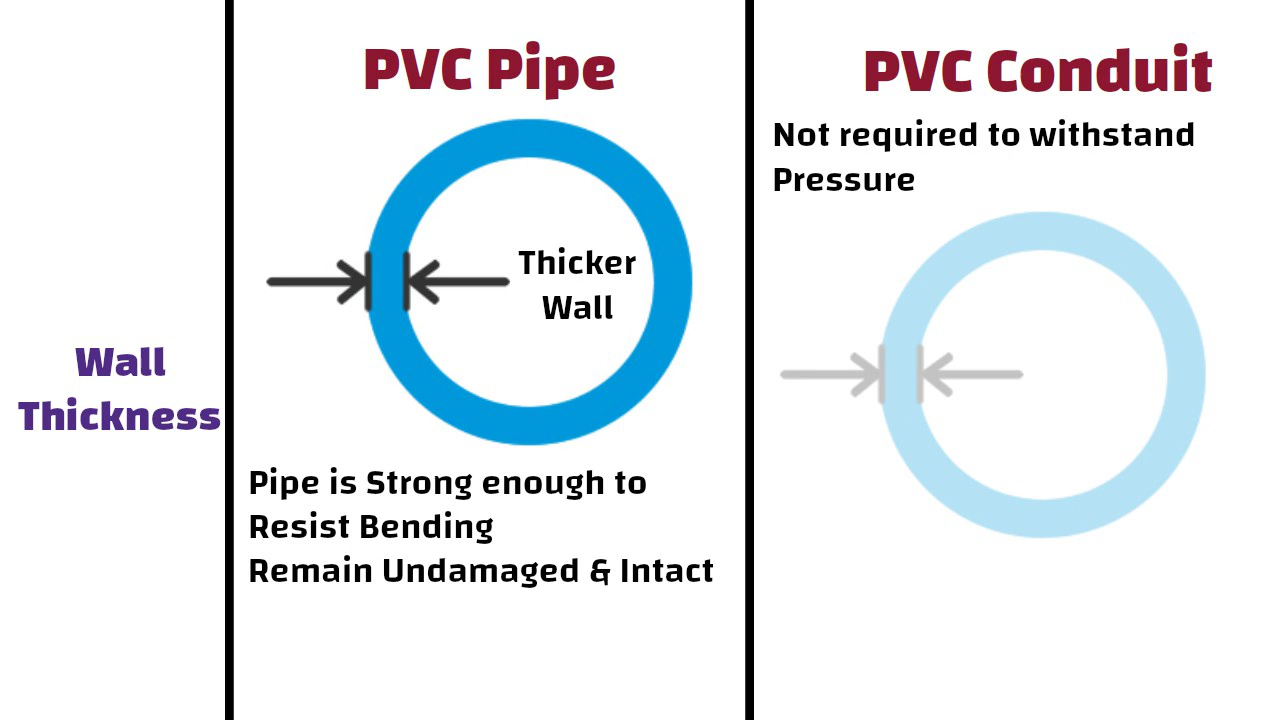 Wall
Thickness
PVC Pipe
Thicker
Wall
Pipe is Strong enough to
Resist Bending
Remain Undamaged & Intact
PVC Conduit
Not required to withstand
Pressure